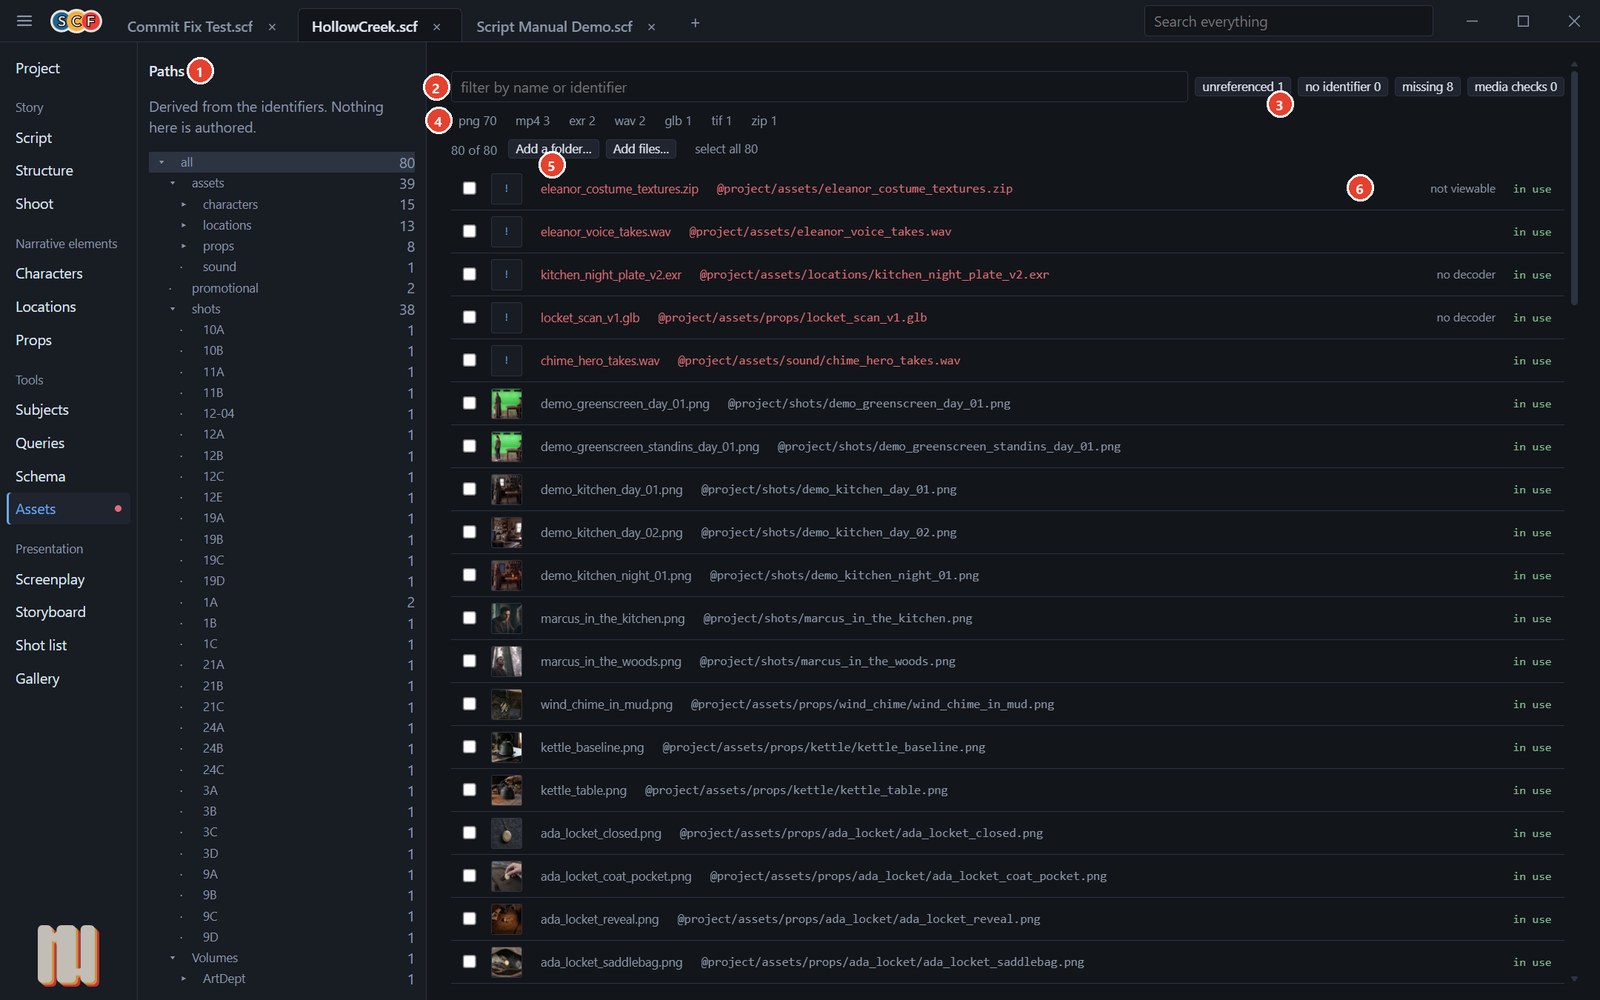 SCF
Commit Fix Test.scf ×
HollowCreek.scf ×
Script Manual Demo.scf ×
+
Search everything
Project
Story
Script
Structure
Shoot
Narrative elements
Characters
Locations
Props
Tools
Subjects
Queries
Schema
Assets
Presentation
Screenplay
Storyboard
Shot list
Gallery
Paths 1
Derived from the identifiers. Nothing
here is authored.
all 80
assets 39
characters 15
locations 13
props 8
sound 1
promotional 2
shots 38
10A 1
10B 1
11A 1
11B 1
12-04 1
12A 1
12B 1
12C 1
12E 1
19A 1
19B 1
19C 1
19D 1
1A 2
1B 1
1C 1
21A 1
21B 1
21C 1
24A 1
24B 1
24C 1
3A 1
3B 1
3C 1
3D 1
9A 1
9B 1
9C 1
9D 1
Volumes 1
ArtDept 1
2 filter by name or identifier
unreferenced 1 no identifier 0 missing 8 media checks 0
3
4 png 70 mp4 3 exr 2 wav 2 glb 1 tif 1 zip 1
80 of 80 Add a folder... Add files... select all 80
5
! eleanor_costume_textures.zip @project/assets/eleanor_costume_textures.zip 6 not viewable in use
! eleanor_voice_takes.wav @project/assets/eleanor_voice_takes.wav in use
! kitchen_night_plate_v2.exr @project/assets/locations/kitchen_night_plate_v2.exr no decoder in use
! locket_scan_v1.glb @project/assets/props/locket_scan_v1.glb no decoder in use
! chime_hero_takes.wav @project/assets/sound/chime_hero_takes.wav in use
demo_greenscreen_day_01.png @project/shots/demo_greenscreen_day_01.png in use
demo_greenscreen_standins_day_01.png @project/shots/demo_greenscreen_standins_day_01.png in use
demo_kitchen_day_01.png @project/shots/demo_kitchen_day_01.png in use
demo_kitchen_day_02.png @project/shots/demo_kitchen_day_02.png in use
demo_kitchen_night_01.png @project/shots/demo_kitchen_night_01.png in use
marcus_in_the_kitchen.png @project/shots/marcus_in_the_kitchen.png in use
marcus_in_the_woods.png @project/shots/marcus_in_the_woods.png in use
wind_chime_in_mud.png @project/assets/props/wind_chime/wind_chime_in_mud.png in use
kettle_baseline.png @project/assets/props/kettle/kettle_baseline.png in use
kettle_table.png @project/assets/props/kettle/kettle_table.png in use
ada_locket_closed.png @project/assets/props/ada_locket/ada_locket_closed.png in use
ada_locket_coat_pocket.png @project/assets/props/ada_locket/ada_locket_coat_pocket.png in use
ada_locket_reveal.png @project/assets/props/ada_locket/ada_locket_reveal.png in use
ada_locket_saddlebag.png @project/assets/props/ada_locket/ada_locket_saddlebag.png in use